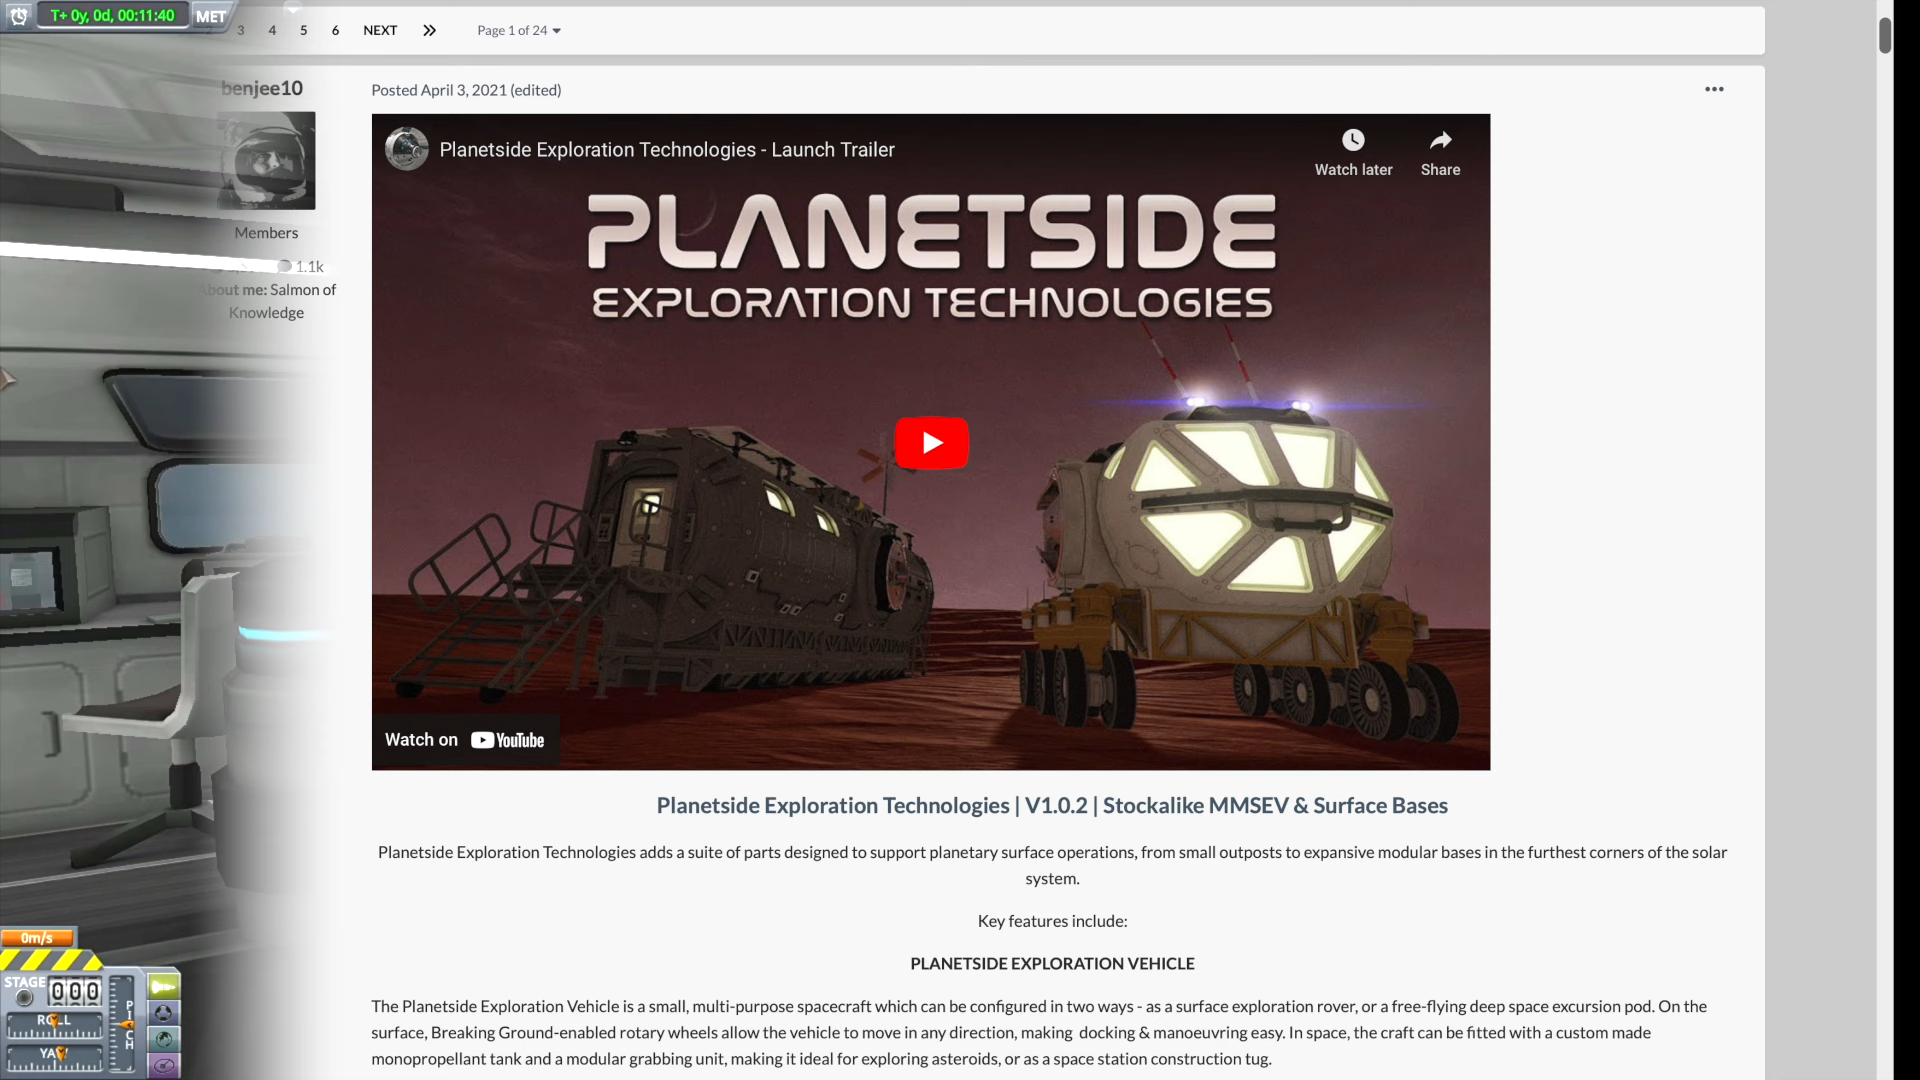 T+ 0y, 0d, 00:11:40 MET
3 4 5 6 NEXT Page 1 of 24
benjee10
Posted April 3, 2021 (edited)
Planetside Exploration Technologies - Launch Trailer
Watch later
Share
PLANETSIDE
EXPLORATION TECHNOLOGIES
Members
1.1k
About me: Salmon of
Knowledge
Watch on YouTube
Planetside Exploration Technologies | V1.0.2 | Stockalike MMSEV & Surface Bases
Planetside Exploration Technologies adds a suite of parts designed to support planetary surface operations, from small outposts to expansive modular bases in the furthest corners of the solar
system.
Key features include:
PLANETSIDE EXPLORATION VEHICLE
The Planetside Exploration Vehicle is a small, multi-purpose spacecraft which can be configured in two ways - as a surface exploration rover, or a free-flying deep space excursion pod. On the
surface, Breaking Ground-enabled rotary wheels allow the vehicle to move in any direction, making docking & manoeuvring easy. In space, the craft can be fitted with a custom made
monopropellant tank and a modular grabbing unit, making it ideal for exploring asteroids, or as a space station construction tug.
0m/s
STAGE
000
ROLL
YAW
PITCH